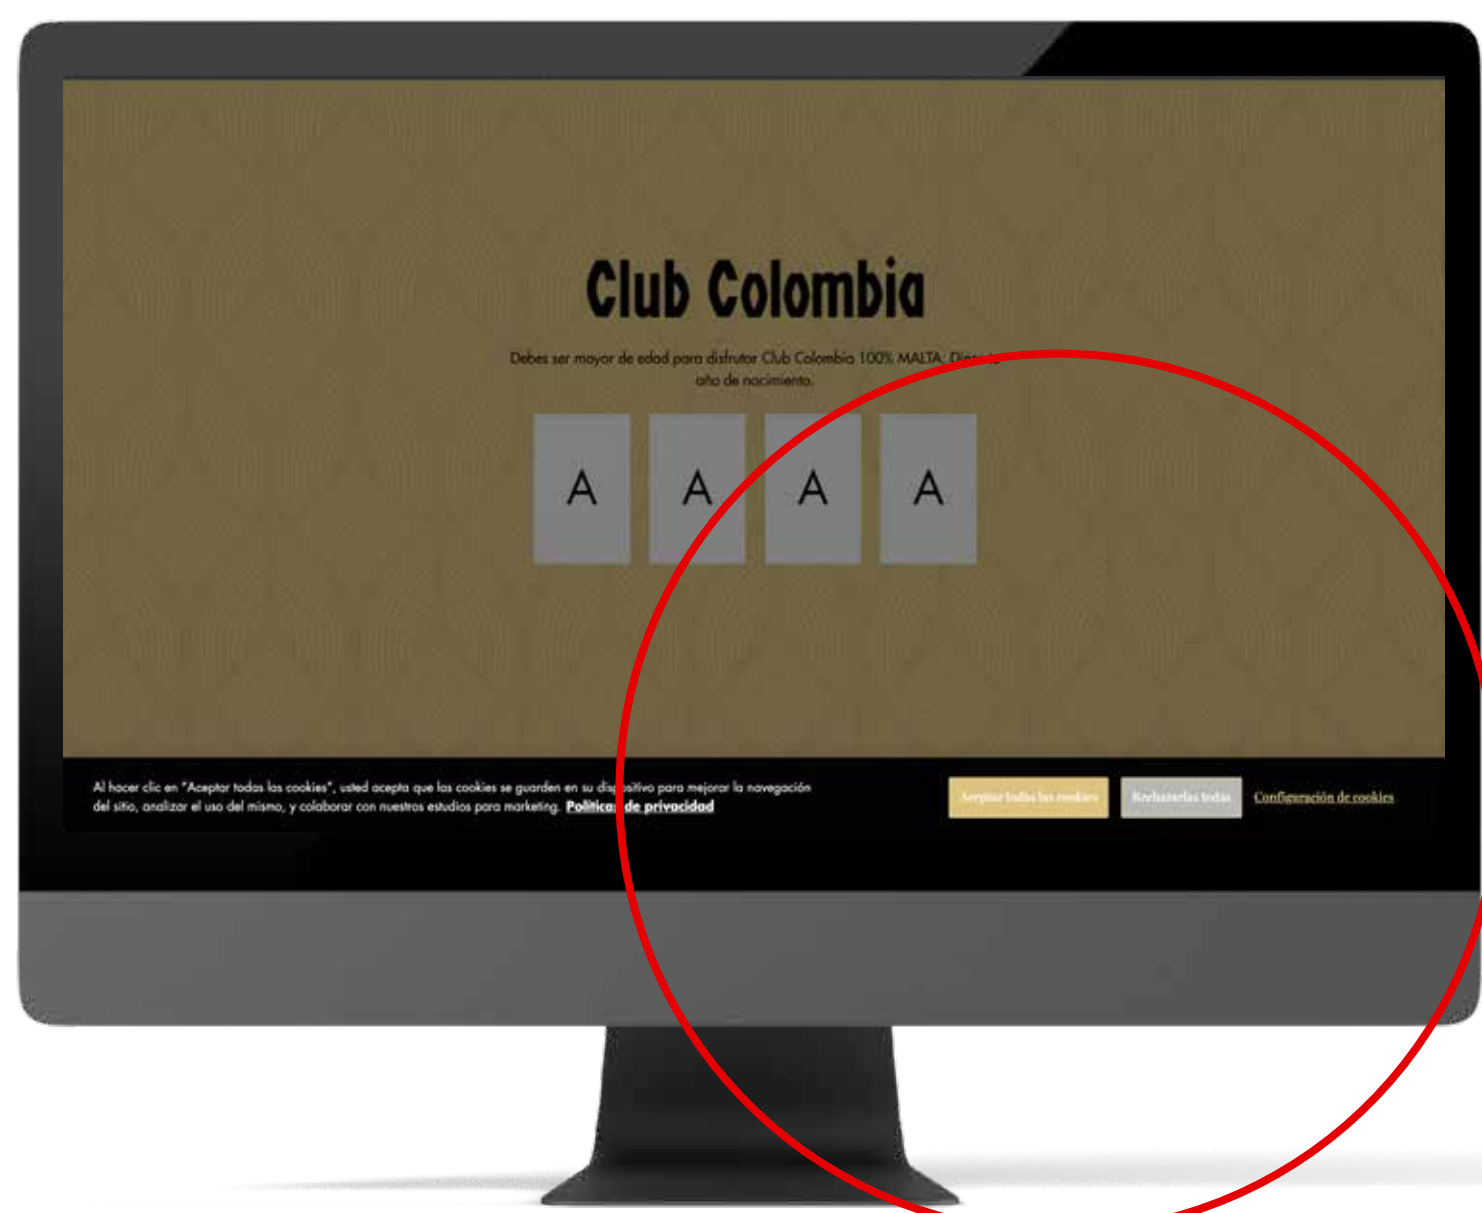 Club Colombia
Debes ser mayor de edad para disfrutar Club Colombia 100% MALTA.
año de nacimiento.
A A A A
Al hacer clic en "Aceptar todas las cookies", usted acepta que las cookies se guarden en su dispositivo para mejorar la navegación
del sitio, analizar el uso del mismo, y colaborar con nuestros estudios para marketing. Políticas de privacidad
Aceptar todas las cookies Rechazarlas todas Configuración de cookies